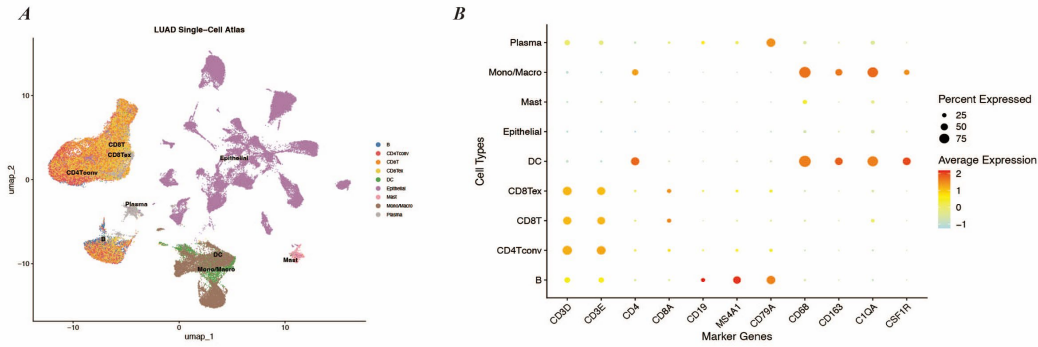 A
LUAD Single-Cell Atlas
umap_2
10
0
−10
−10
0
10
umap_1
CD8T
CD8Tex
CD4Tconv
Epithelial
Plasma
B
DC
Mono/Macro
Mast
B
CD4Tconv
CD8T
CD8Tex
DC
Epithelial
Mast
Mono/Macro
Plasma
B
Cell Types
Plasma
Mono/Macro
Mast
Epithelial
DC
CD8Tex
CD8T
CD4Tconv
B
CD3D
CD3E
CD4
CD8A
CD19
MS4A1
CD79A
CD68
CD163
C1QA
CSF1R
Marker Genes
Percent Expressed
25
50
75
Average Expression
2
1
0
−1